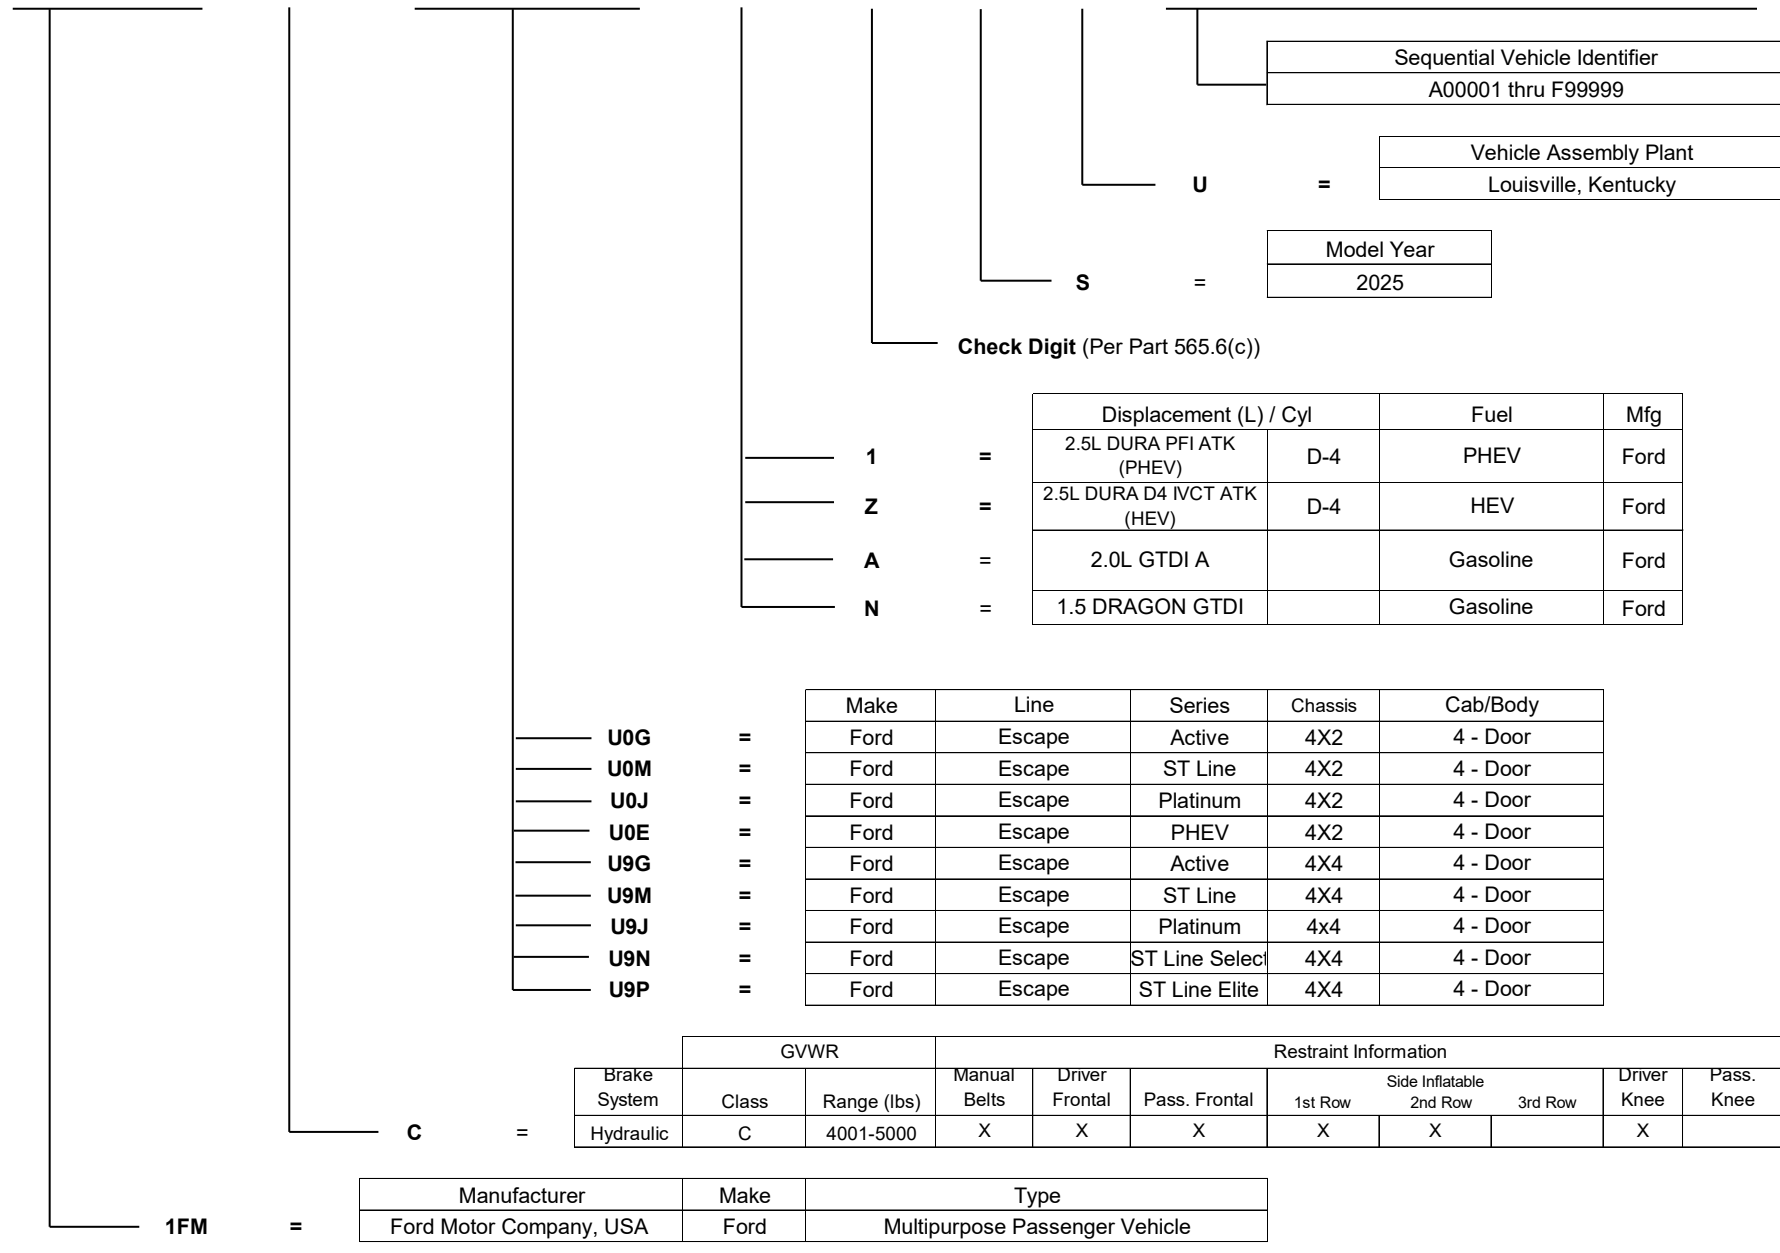 Sequential Vehicle Identifier
A00001 thru F99999
Vehicle Assembly Plant
U = Louisville, Kentucky
Model Year
S = 2025
Check Digit (Per Part 565.6(c))
Displacement (L) / Cyl Fuel Mfg
2.5L DURA PFI ATK
1 = (PHEV) D-4 PHEV Ford
2.5L DURA D4 IVCT ATK
Z = (HEV) D-4 HEV Ford
A = 2.0L GTDI A Gasoline Ford
N = 1.5 DRAGON GTDI Gasoline Ford
Make Line Series Chassis Cab/Body
U0G = Ford Escape Active 4X2 4 - Door
U0M = Ford Escape ST Line 4X2 4 - Door
U0J = Ford Escape Platinum 4X2 4 - Door
U0E = Ford Escape PHEV 4X2 4 - Door
U9G = Ford Escape Active 4X4 4 - Door
U9M = Ford Escape ST Line 4X4 4 - Door
U9J = Ford Escape Platinum 4x4 4 - Door
U9N = Ford Escape ST Line Select 4X4 4 - Door
U9P = Ford Escape ST Line Elite 4X4 4 - Door
GVWR Restraint Information
Brake Manual Driver Side Inflatable Driver Pass.
System Class Range (lbs) Belts Frontal Pass. Frontal 1st Row 2nd Row 3rd Row Knee Knee
C = Hydraulic C 4001-5000 X X X X X X
Manufacturer Make Type
1FM = Ford Motor Company, USA Ford Multipurpose Passenger Vehicle